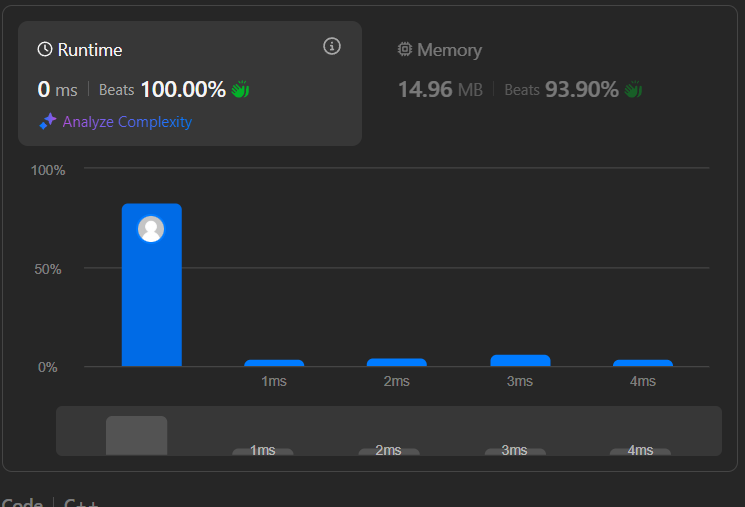 Runtime
0 ms | Beats 100.00%
Analyze Complexity
Memory
14.96 MB | Beats 93.90%
100%
50%
0%
1ms 2ms 3ms 4ms
1ms 2ms 3ms 4ms
Code | C++